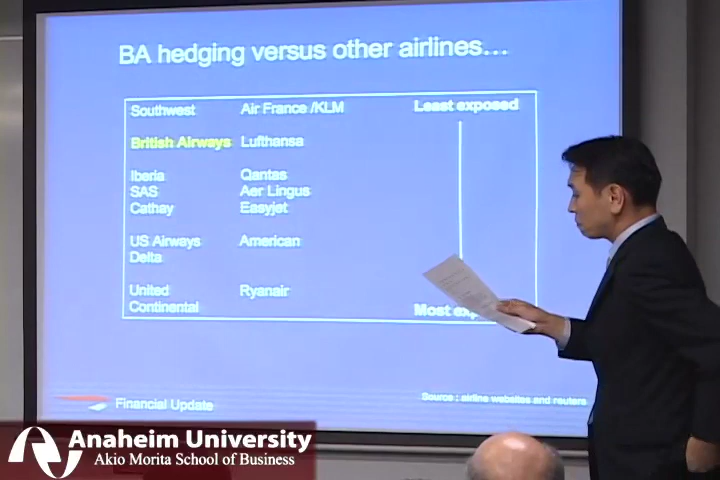 BA hedging versus other airlines...
Southwest Air France /KLM Least exposed
British Airways Lufthansa
Iberia Qantas
SAS Aer Lingus
Cathay Easyjet
US Airways American
Delta
United Ryanair
Continental Most
Financial Update
Source : airline websites and reuters
Anaheim University
Akio Morita School of Business